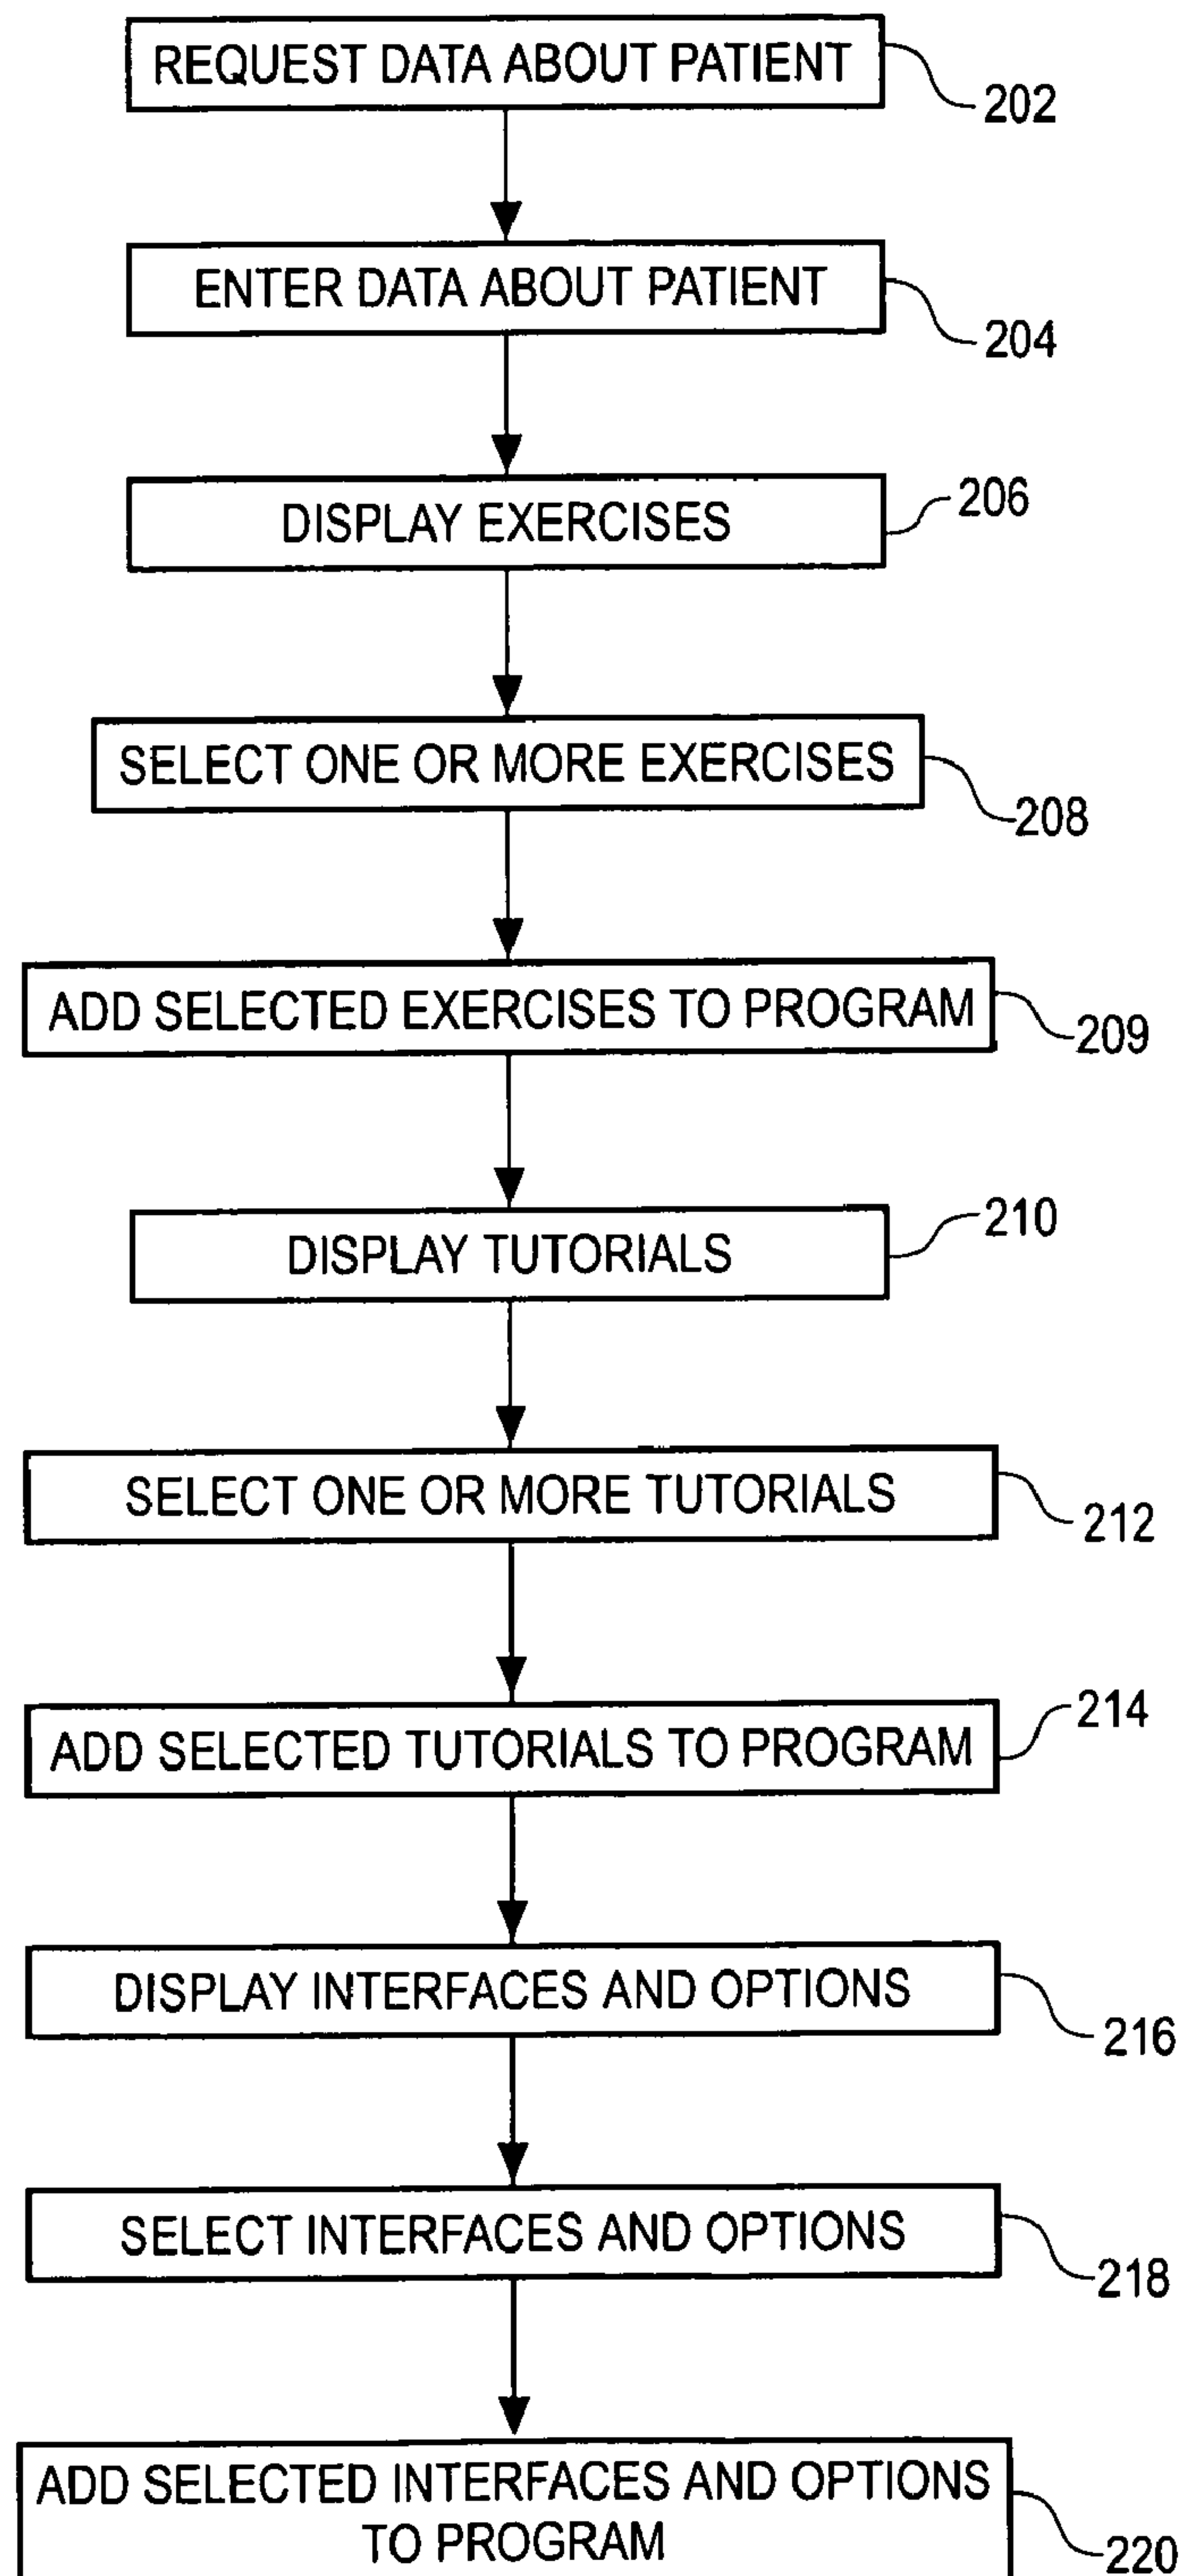 REQUEST DATA ABOUT PATIENT
202
ENTER DATA ABOUT PATIENT
204
DISPLAY EXERCISES
206
SELECT ONE OR MORE EXERCISES
208
ADD SELECTED EXERCISES TO PROGRAM
209
DISPLAY TUTORIALS
210
SELECT ONE OR MORE TUTORIALS
212
ADD SELECTED TUTORIALS TO PROGRAM
214
DISPLAY INTERFACES AND OPTIONS
216
SELECT INTERFACES AND OPTIONS
218
ADD SELECTED INTERFACES AND OPTIONS
TO PROGRAM
220